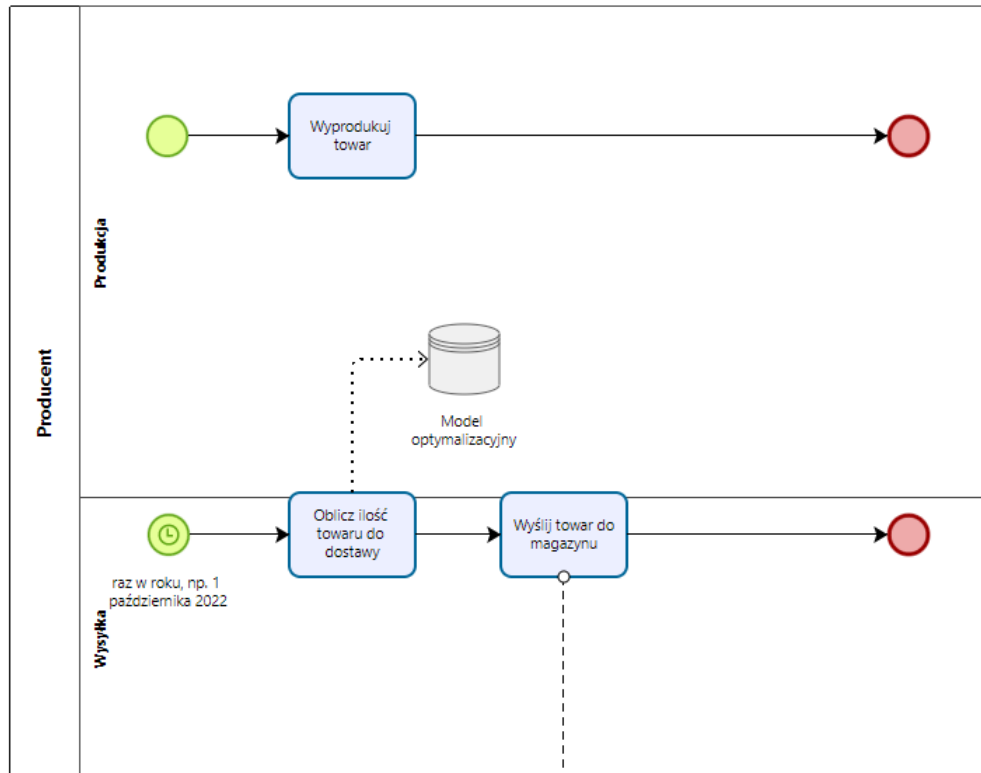 Producent
Produkcja
Wyprodukuj
towar
Model
optymalizacyjny
Wysyłka
raz w roku, np. 1
października 2022
Oblicz ilość
towaru do
dostawy
Wyślij towar do
magazynu